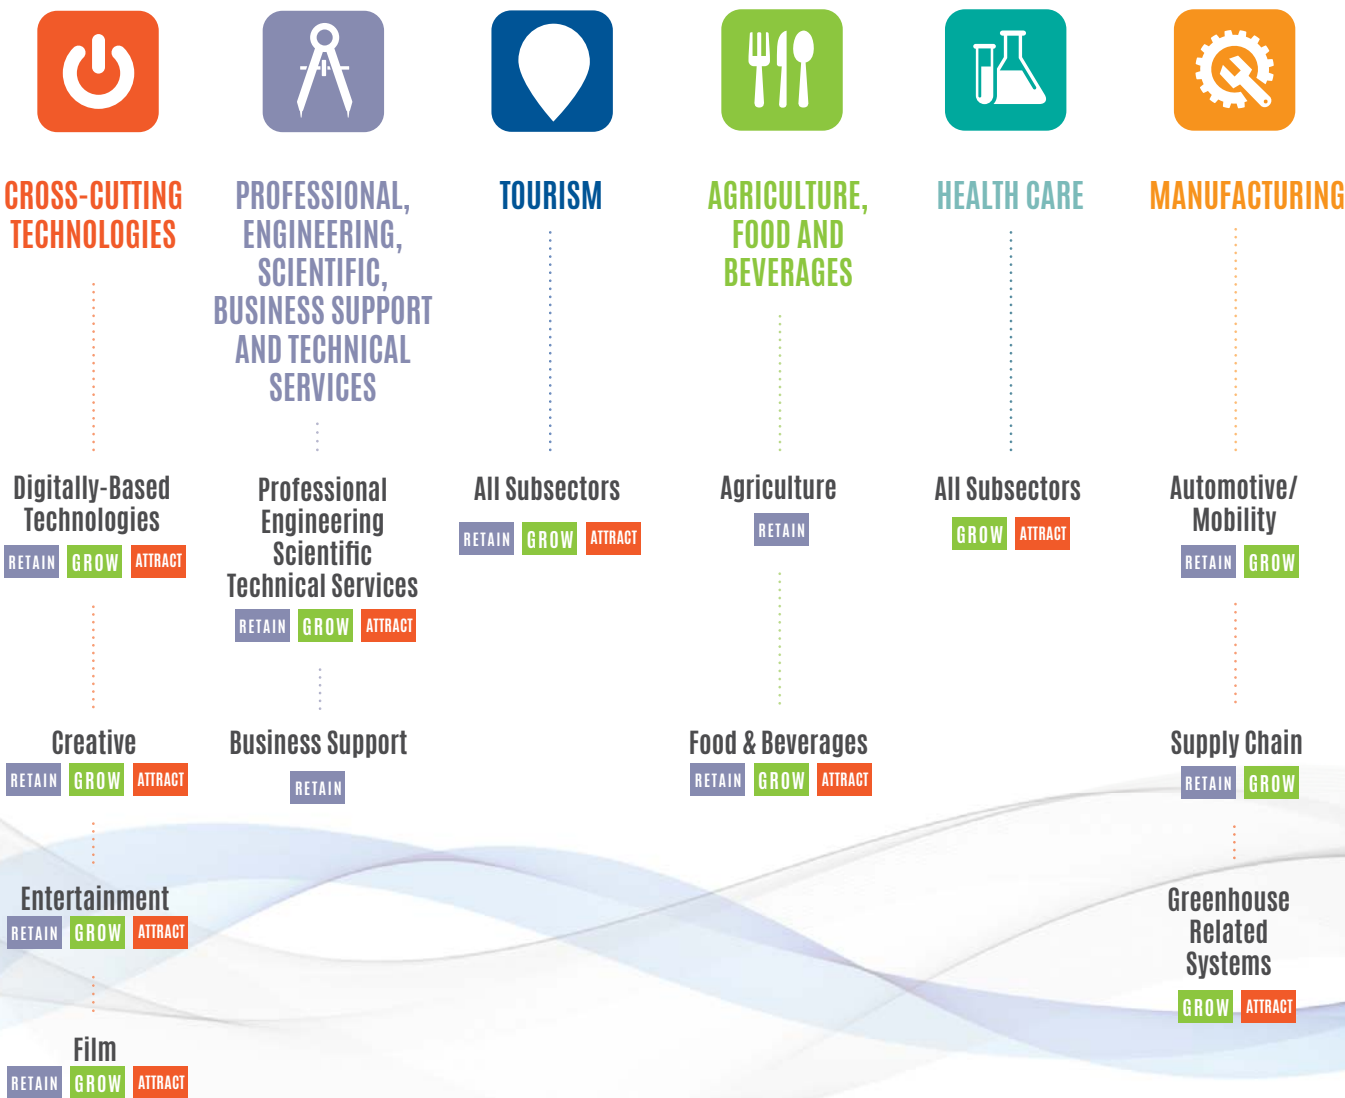 CROSS-CUTTING
TECHNOLOGIES
Digitally-Based
Technologies
RETAIN GROW ATTRACT
Creative
RETAIN GROW ATTRACT
Entertainment
RETAIN GROW ATTRACT
Film
RETAIN GROW ATTRACT
PROFESSIONAL,
ENGINEERING,
SCIENTIFIC,
BUSINESS SUPPORT
AND TECHNICAL
SERVICES
Professional
Engineering
Scientific
Technical Services
RETAIN GROW ATTRACT
Business Support
RETAIN
TOURISM
All Subsectors
RETAIN GROW ATTRACT
AGRICULTURE,
FOOD AND
BEVERAGES
Agriculture
RETAIN
Food & Beverages
RETAIN GROW ATTRACT
HEALTH CARE
All Subsectors
GROW ATTRACT
MANUFACTURING
Automotive/
Mobility
RETAIN GROW
Supply Chain
RETAIN GROW
Greenhouse
Related
Systems
GROW ATTRACT